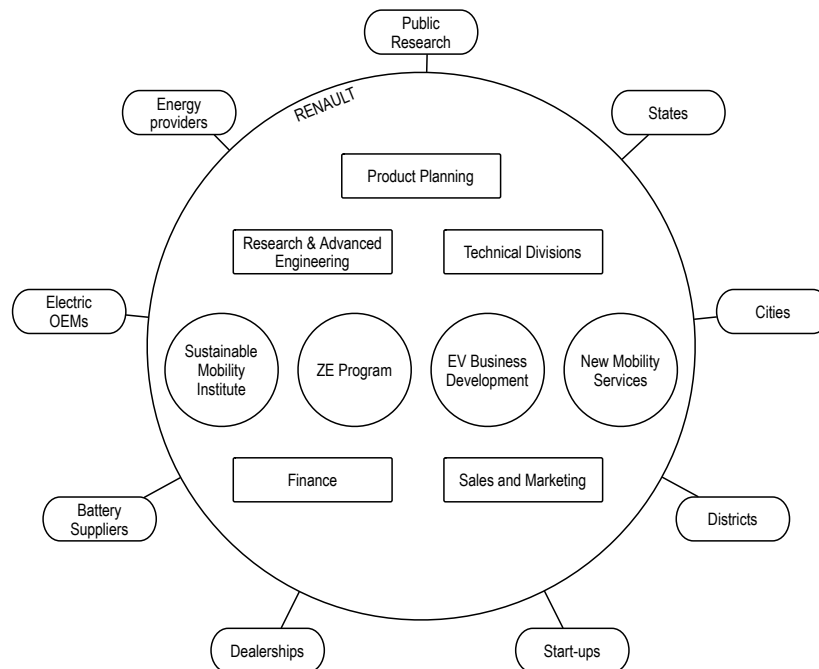 Public
Research
RENAULT
Energy
providers
States
Product Planning
Research & Advanced
Engineering
Technical Divisions
Electric
OEMs
Cities
Sustainable
Mobility
Institute
ZE Program
EV Business
Development
New Mobility
Services
Finance
Sales and Marketing
Battery
Suppliers
Districts
Dealerships
Start-ups